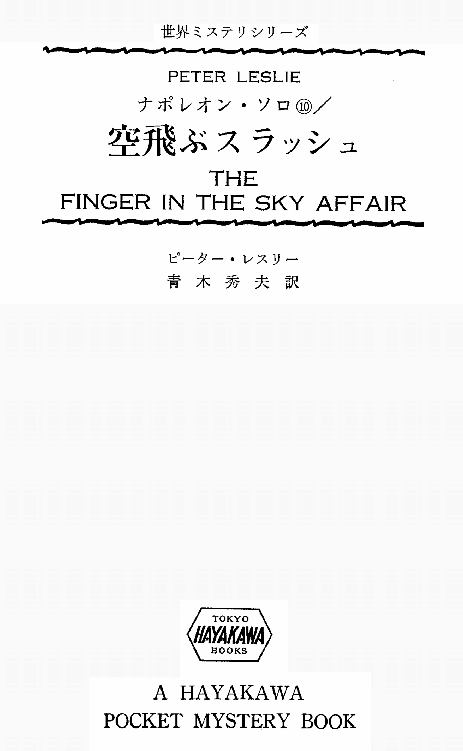 世界ミステリシリーズ
PETER LESLIE
ナポレオン・ソロ⑩／
空飛ぶスラッシュ
THE
FINGER IN THE SKY AFFAIR
ピーター・レスリー
青木秀夫訳
TOKYO
HAYAKAWA
BOOKS
A HAYAKAWA
POCKET MYSTERY BOOK